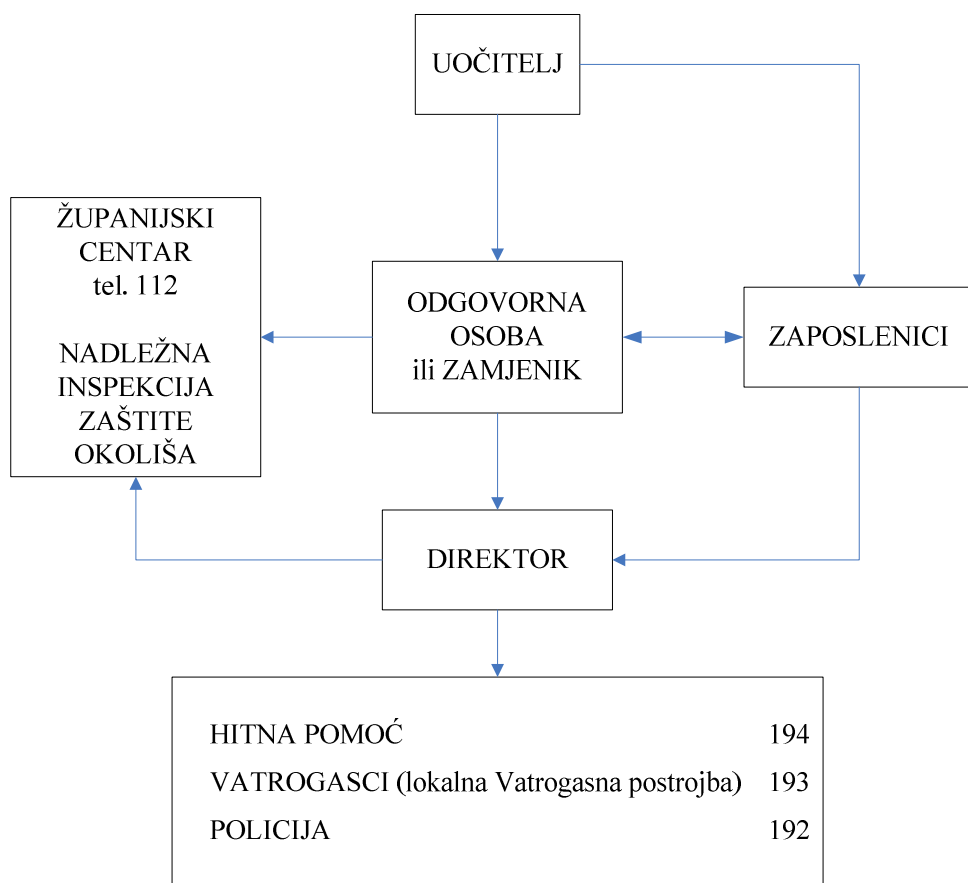 UOČITELJ
ŽUPANIJSKI
CENTAR
tel. 112
NADLEŽNA
INSPEKCIJA
ZAŠTITE
OKOLIŠA
ODGOVORNA
OSOBA
ili ZAMJENIK
ZAPOSLENICI
DIREKTOR
HITNA POMOĆ 194
VATROGASCI (lokalna Vatrogasna postrojba) 193
POLICIJA 192